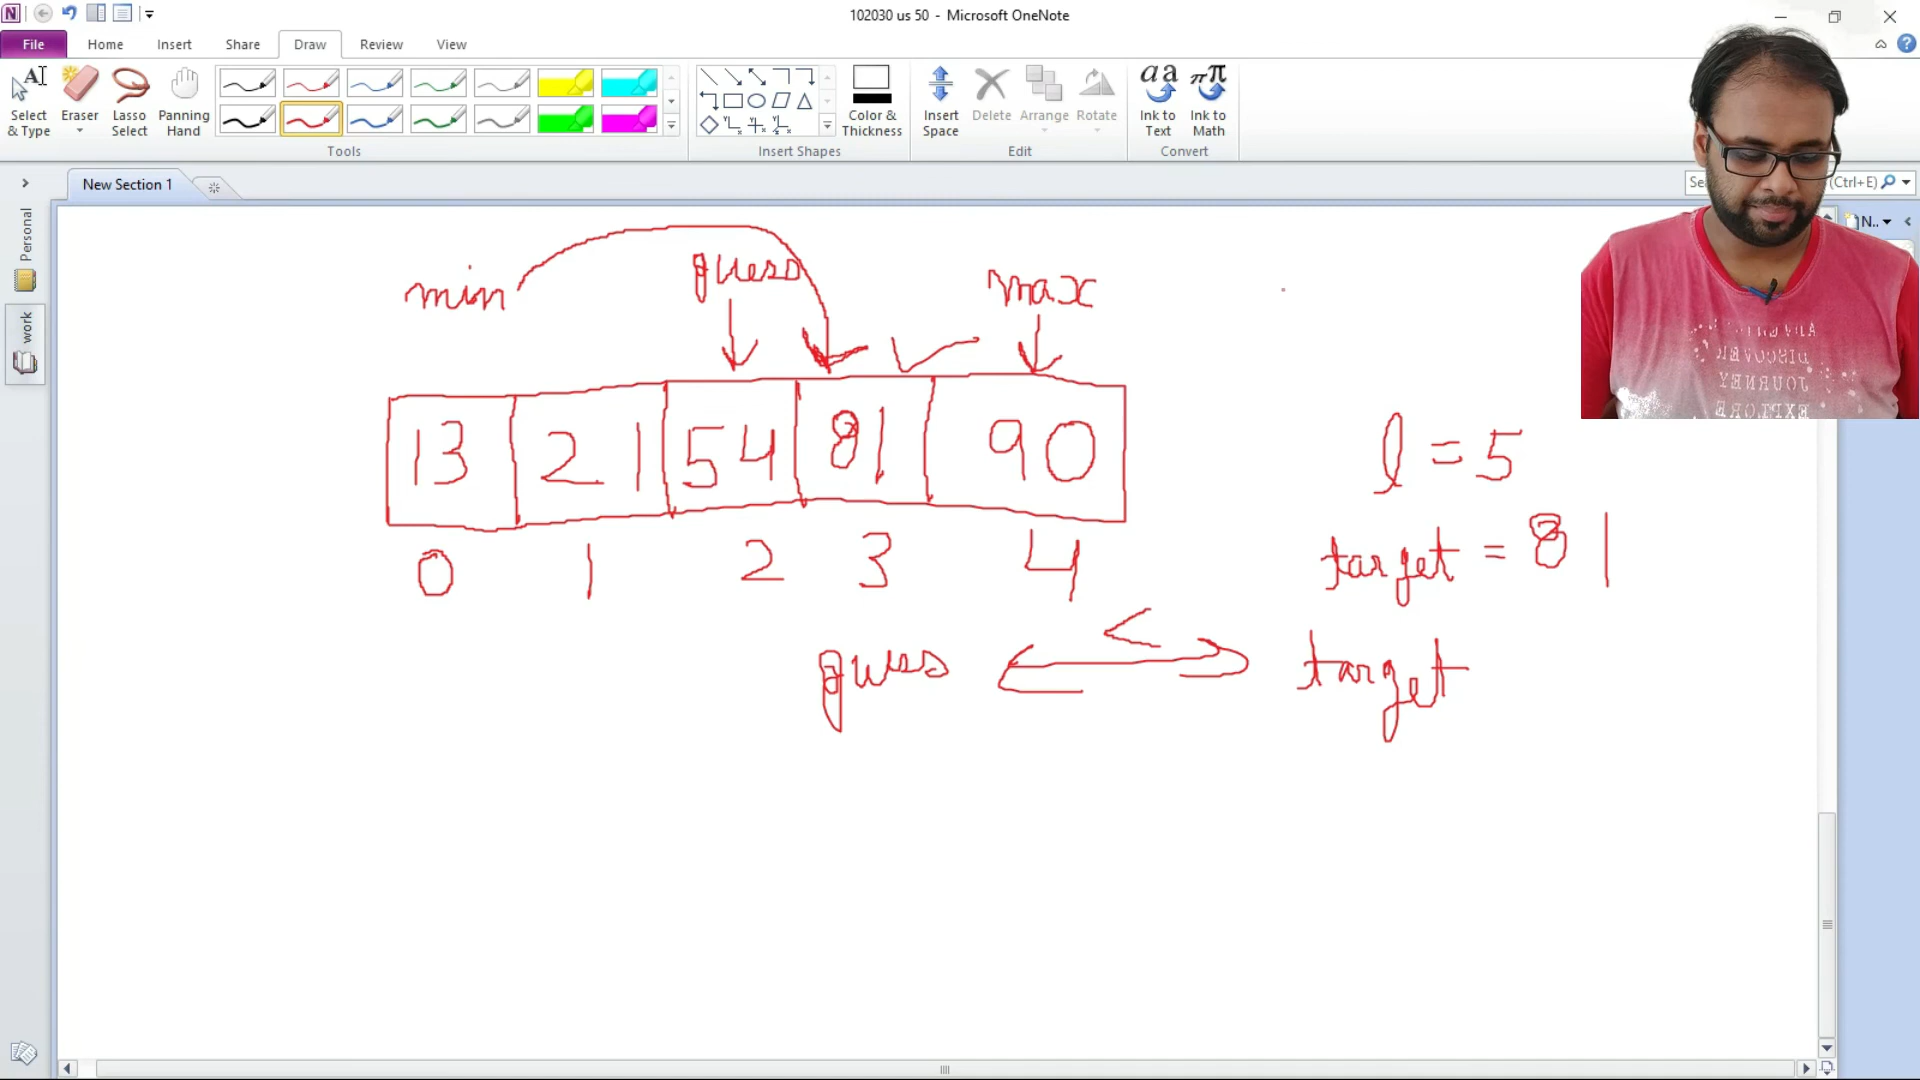 102030 us 50 - Microsoft OneNote
File Home Insert Share Draw Review View
Select & Type
Eraser
Lasso Select
Panning Hand
Color & Thickness
Insert Space
Delete
Arrange
Rotate
Ink to Text
Ink to Math
Tools
Insert Shapes
Edit
Convert
New Section 1
(Ctrl+E)
N..
Personal
work
min guess max
13 21 54 81 90
0 1 2 3 4
l = 5
target = 81
<
guess target